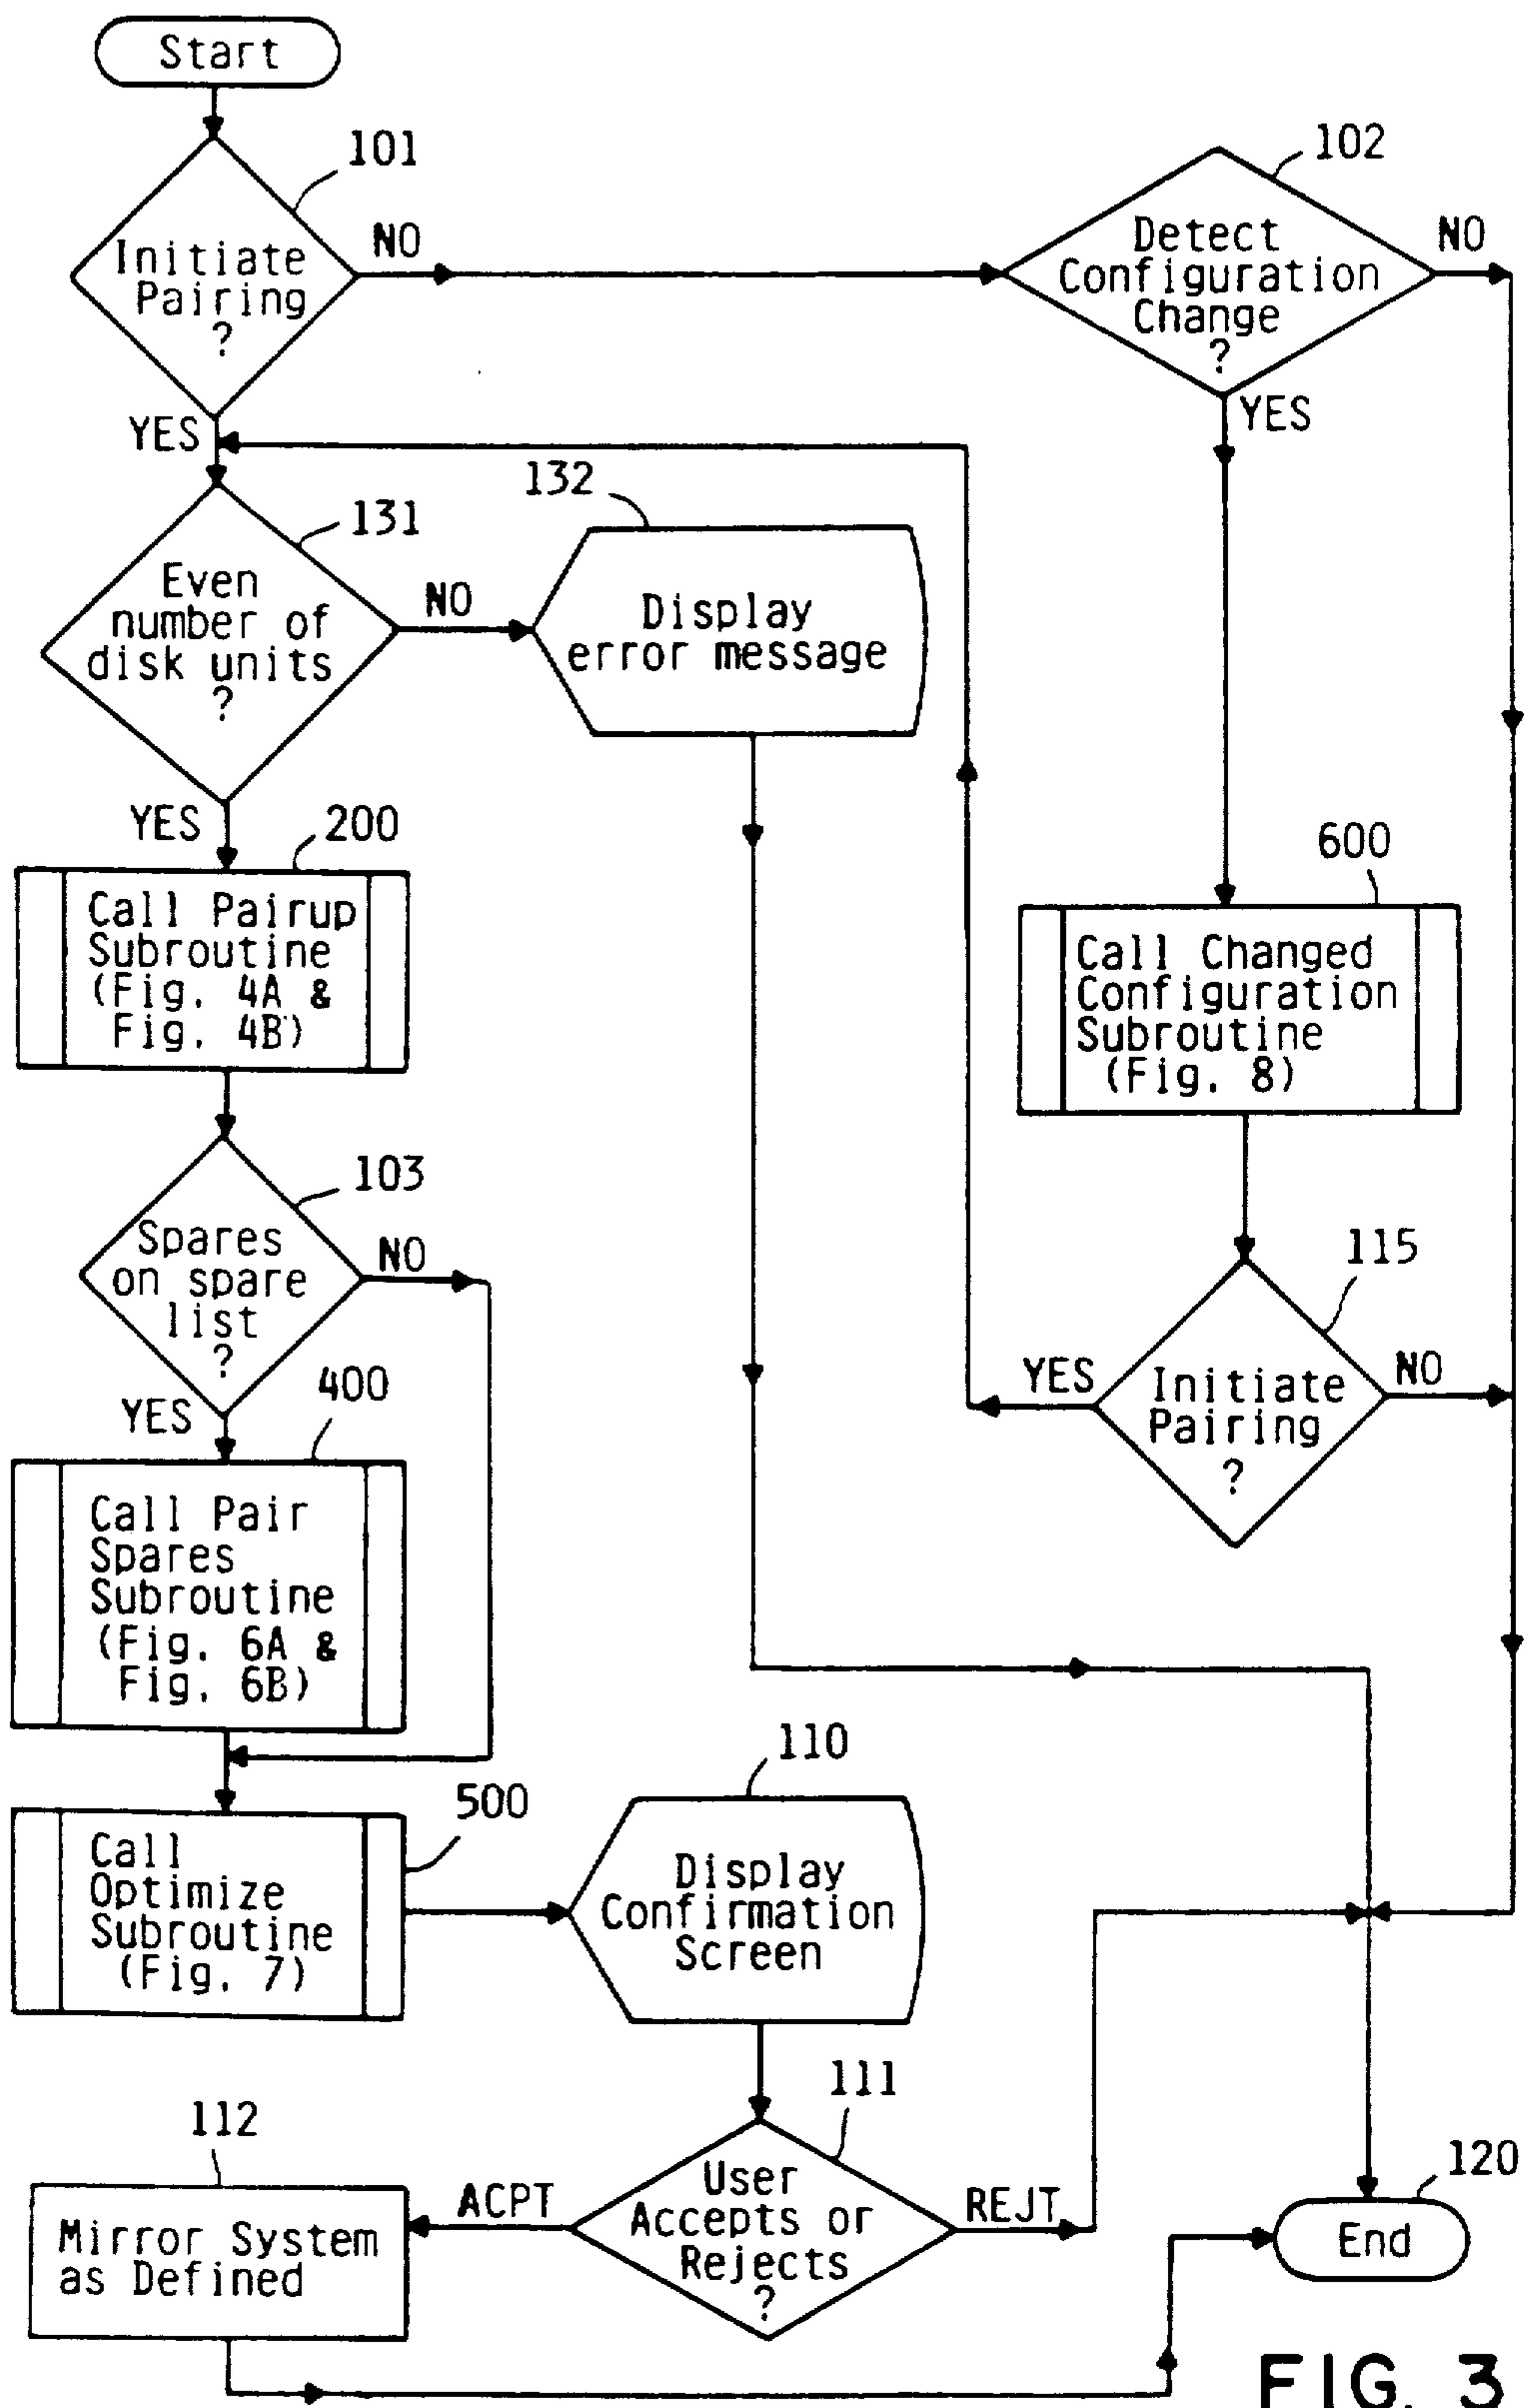 Start
101
102
Initiate
Pairing
?
NO
Detect
Configuration
Change
?
NO
YES
YES
131
132
Even
number of
disk units
?
NO
Display
error message
YES
200
Call Pairup
Subroutine
(Fig. 4A &
Fig. 4B)
600
Call Changed
Configuration
Subroutine
(Fig. 8)
103
Spares
on spare
list
?
NO
115
Initiate
Pairing
?
YES
NO
YES
400
Call Pair
Spares
Subroutine
(Fig. 6A &
Fig. 6B)
500
Call
Optimize
Subroutine
(Fig. 7)
110
Display
Confirmation
Screen
111
User
Accepts or
Rejects
?
ACPT
REJT
112
Mirror System
as Defined
120
End
FIG. 3